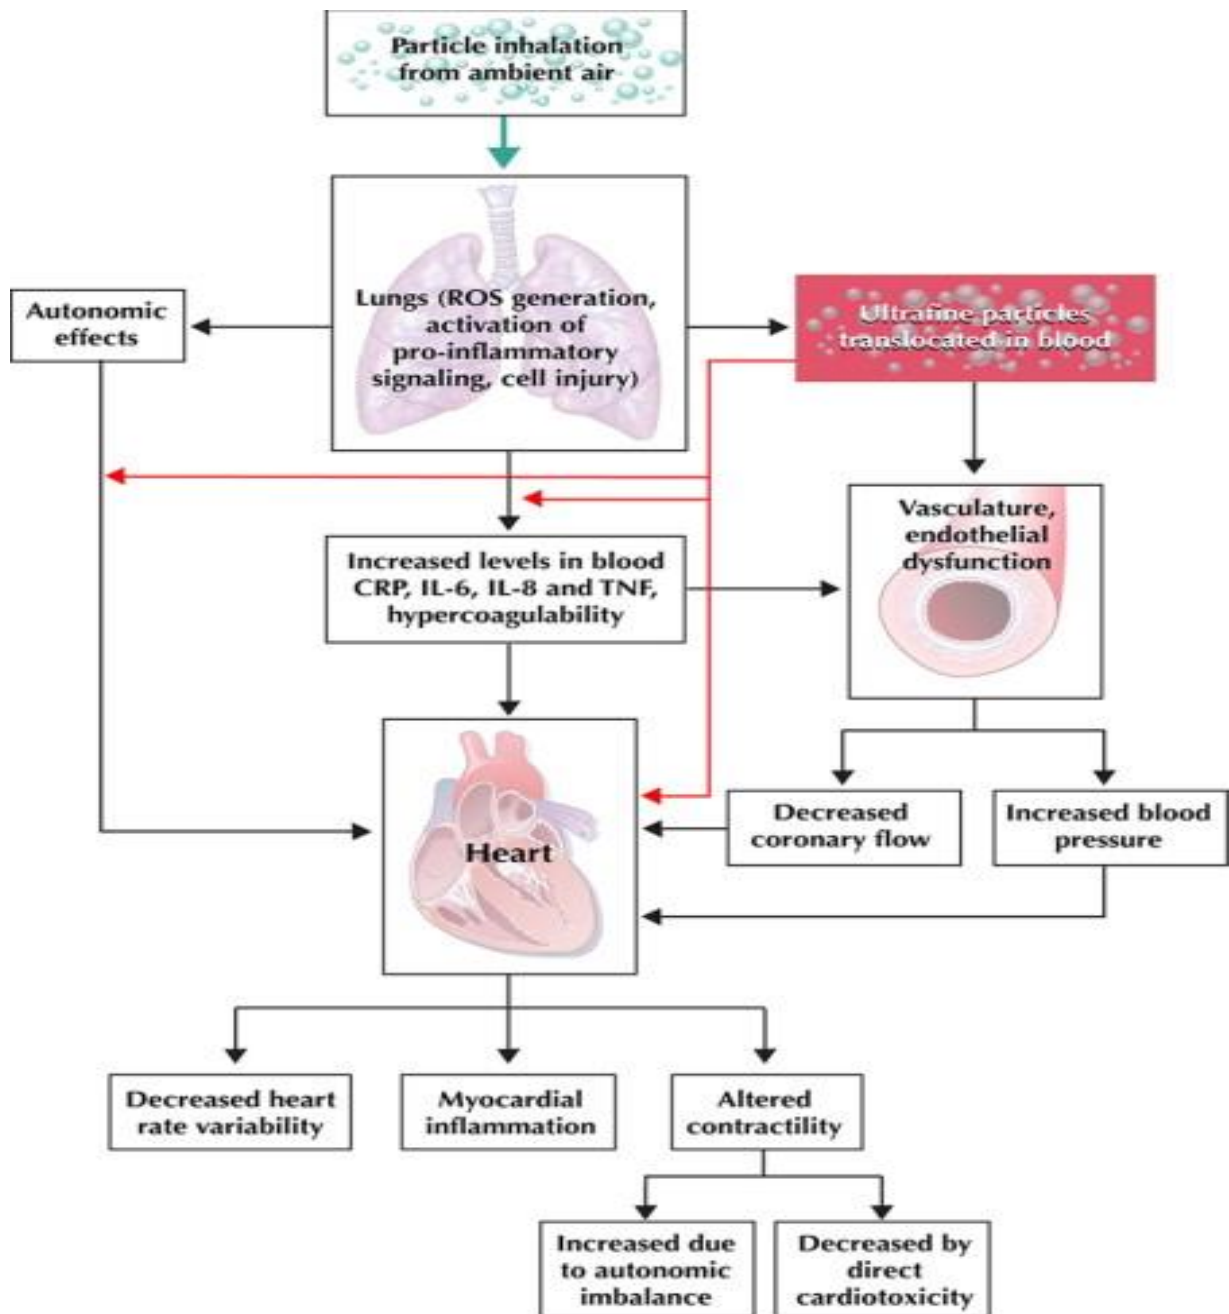 Particle inhalation
from ambient air
Lungs (ROS generation,
activation of
pro-inflammatory
signaling, cell injury)
Autonomic
effects
Ultrafine particles
translocated in blood
Vasculature,
endothelial
dysfunction
Increased levels in blood
CRP, IL-6, IL-8 and TNF,
hypercoagulability
Heart
Decreased
coronary flow
Increased blood
pressure
Decreased heart
rate variability
Myocardial
inflammation
Altered
contractility
Increased due
to autonomic
imbalance
Decreased by
direct
cardiotoxicity